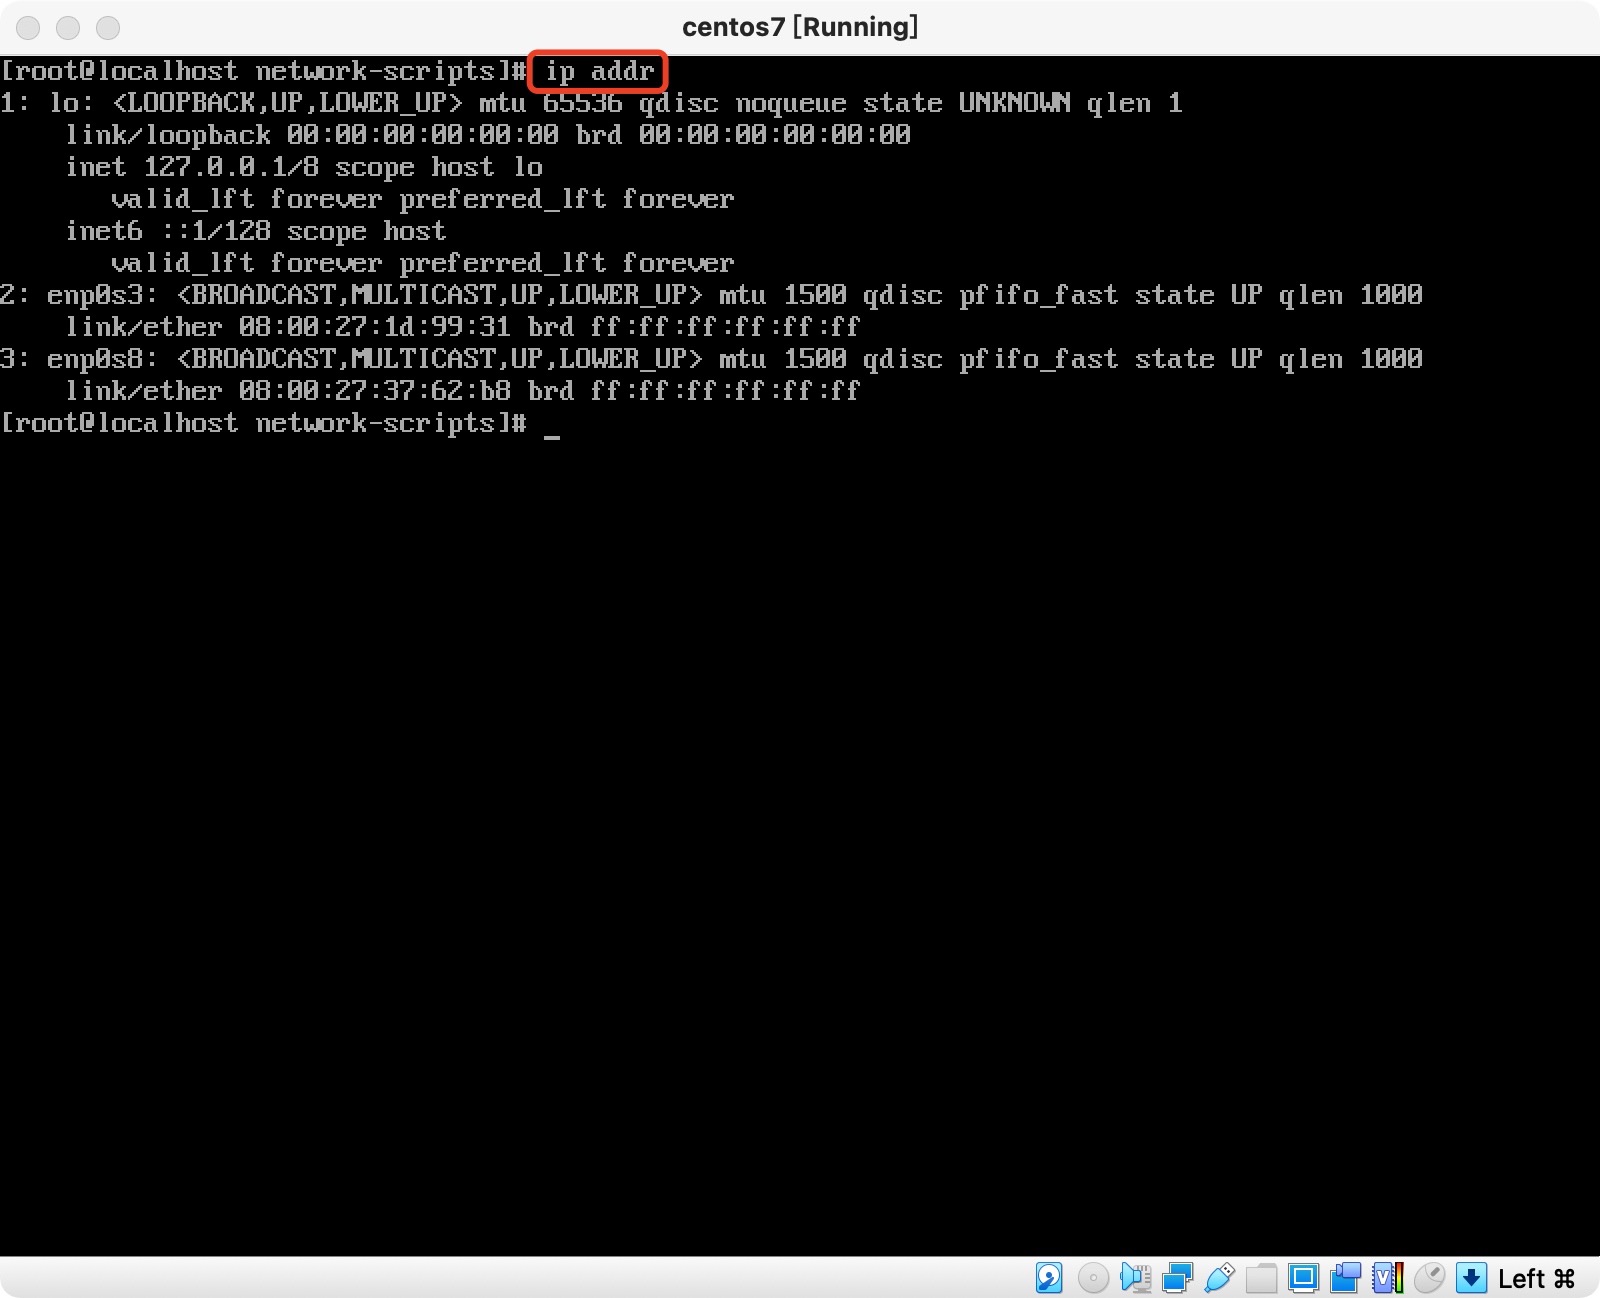 centos7 [Running]
[root@localhost network-scripts]# ip addr
1: lo: <LOOPBACK,UP,LOWER_UP> mtu 65536 qdisc noqueue state UNKNOWN qlen 1
    link/loopback 00:00:00:00:00:00 brd 00:00:00:00:00:00
    inet 127.0.0.1/8 scope host lo
       valid_lft forever preferred_lft forever
    inet6 ::1/128 scope host
       valid_lft forever preferred_lft forever
2: enp0s3: <BROADCAST,MULTICAST,UP,LOWER_UP> mtu 1500 qdisc pfifo_fast state UP qlen 1000
    link/ether 08:00:27:1d:99:31 brd ff:ff:ff:ff:ff:ff
3: enp0s8: <BROADCAST,MULTICAST,UP,LOWER_UP> mtu 1500 qdisc pfifo_fast state UP qlen 1000
    link/ether 08:00:27:37:62:b8 brd ff:ff:ff:ff:ff:ff
[root@localhost network-scripts]# _
Left ⌘